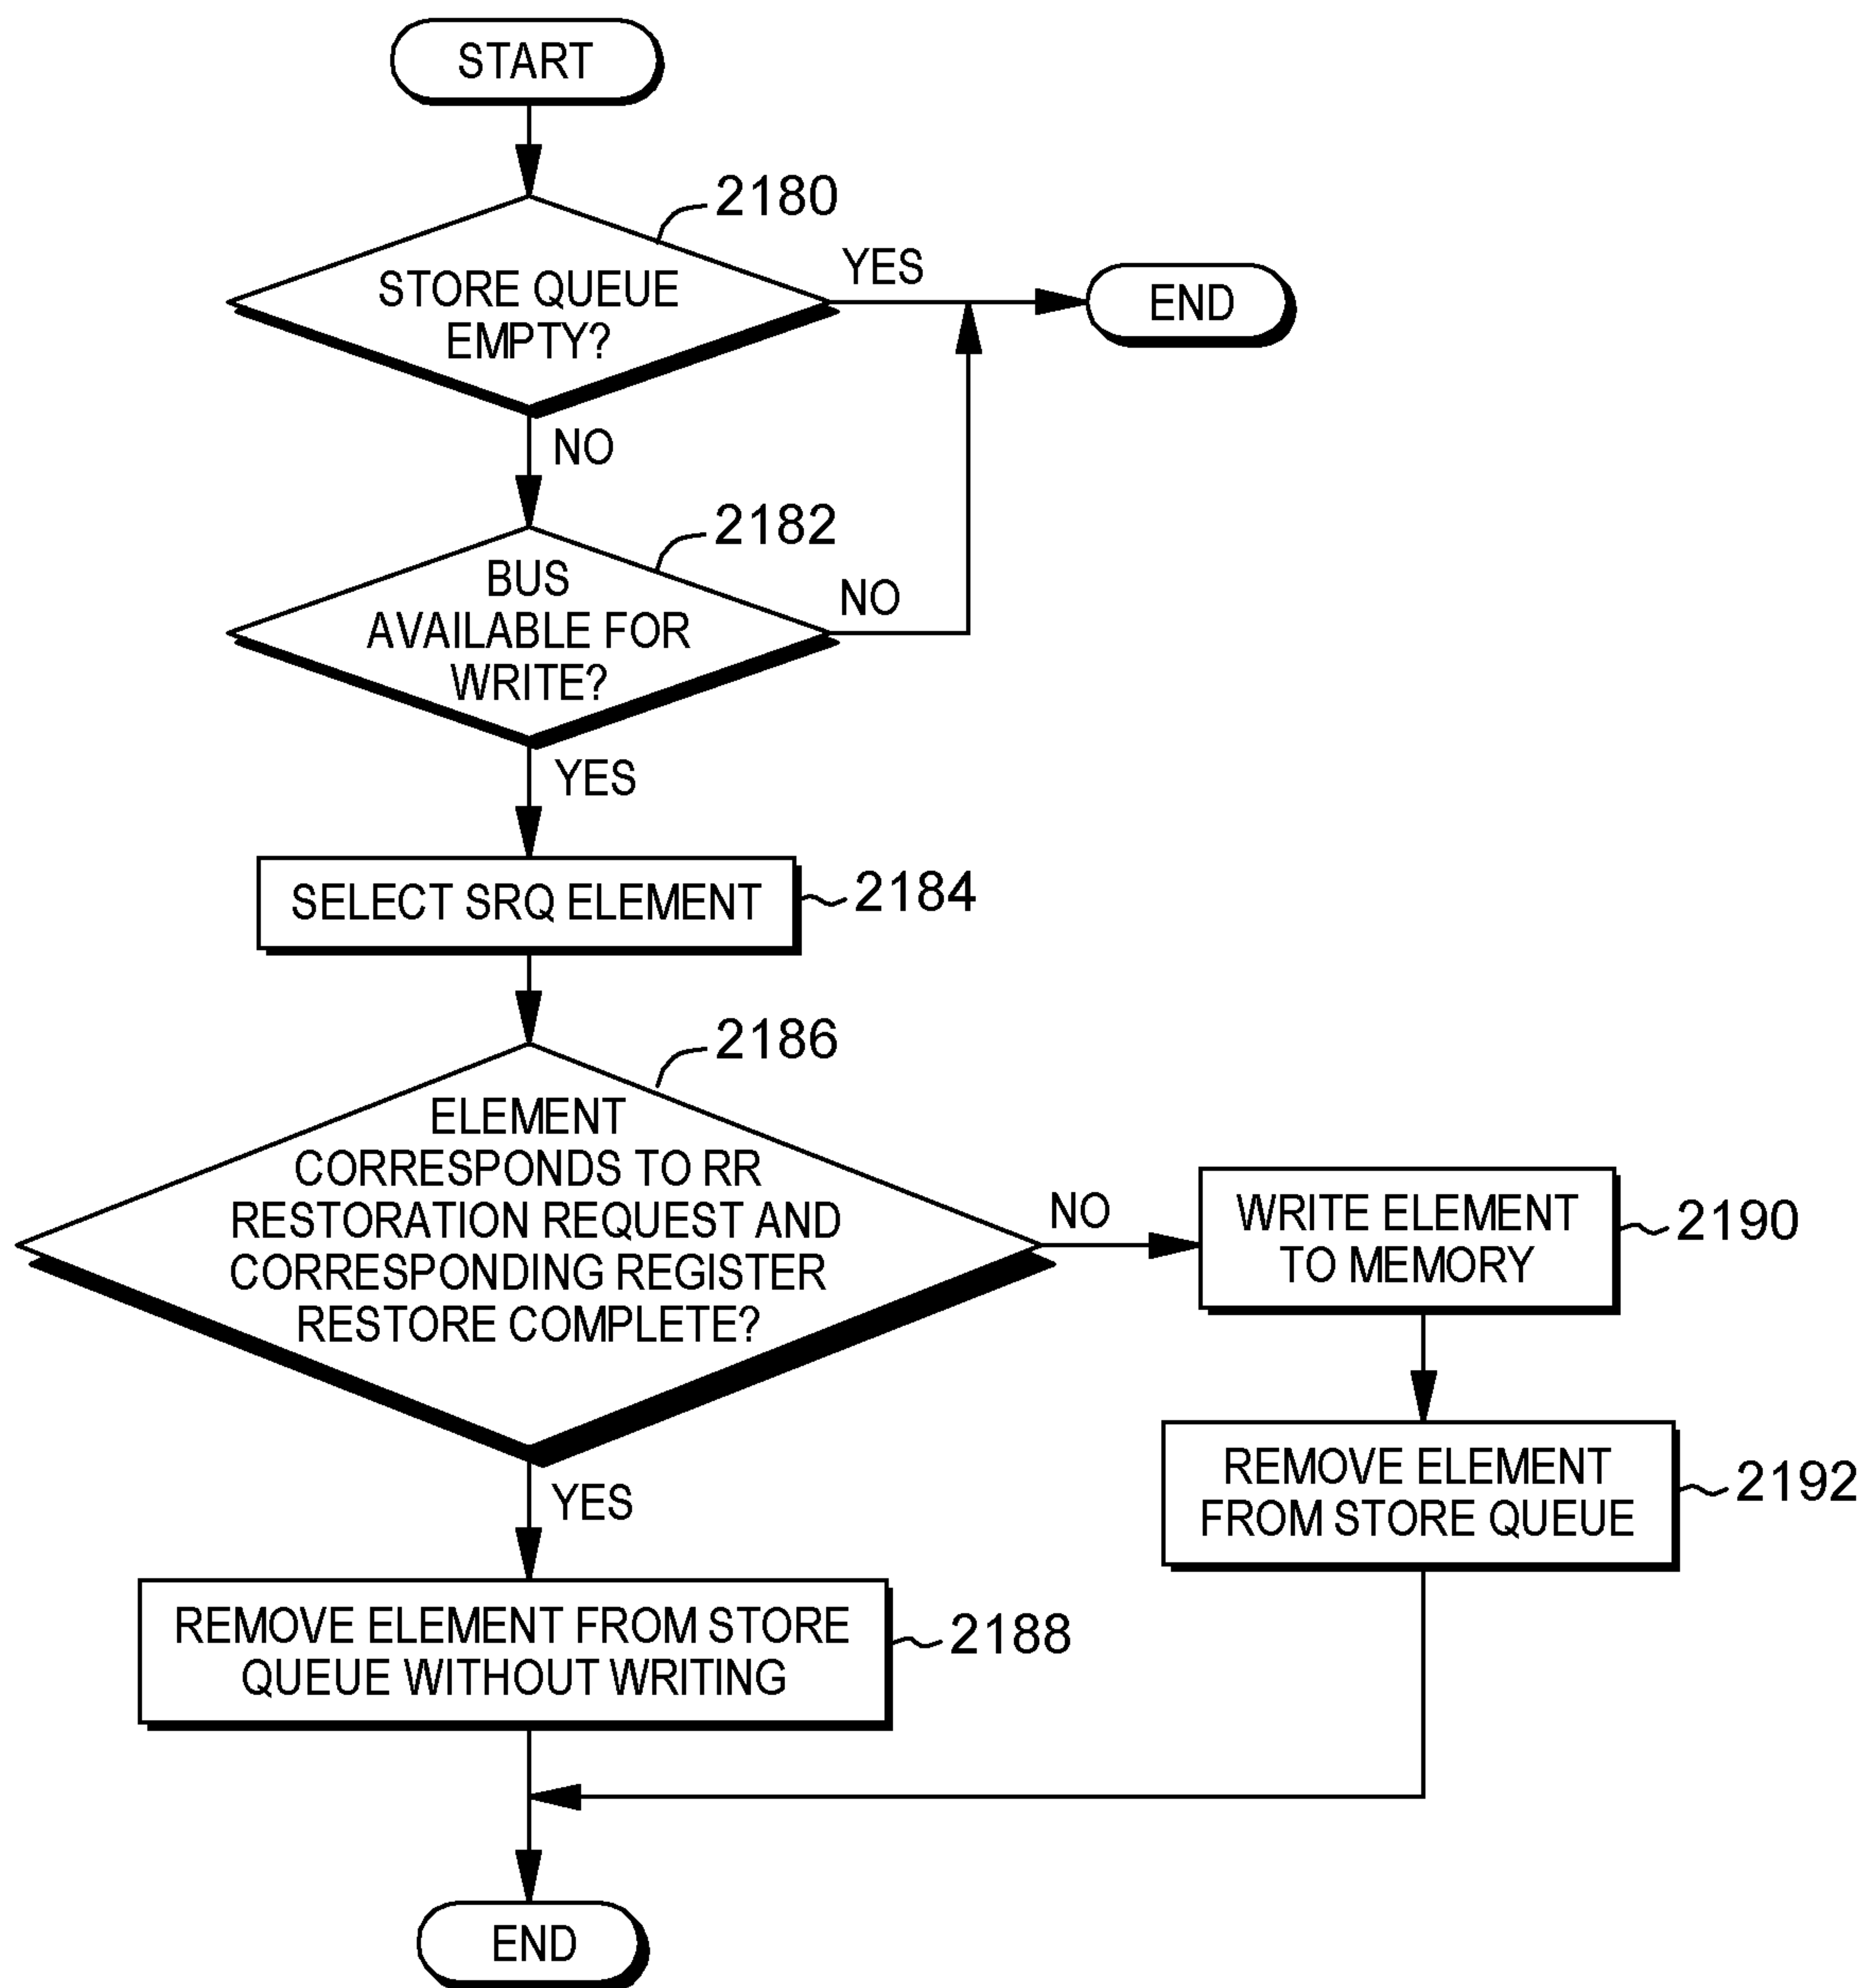 START
2180
STORE QUEUE
EMPTY?
YES
END
NO
2182
BUS
AVAILABLE FOR
WRITE?
NO
YES
SELECT SRQ ELEMENT
2184
2186
ELEMENT
CORRESPONDS TO RR
RESTORATION REQUEST AND
CORRESPONDING REGISTER
RESTORE COMPLETE?
NO
WRITE ELEMENT
TO MEMORY
2190
YES
REMOVE ELEMENT
FROM STORE QUEUE
2192
REMOVE ELEMENT FROM STORE
QUEUE WITHOUT WRITING
2188
END